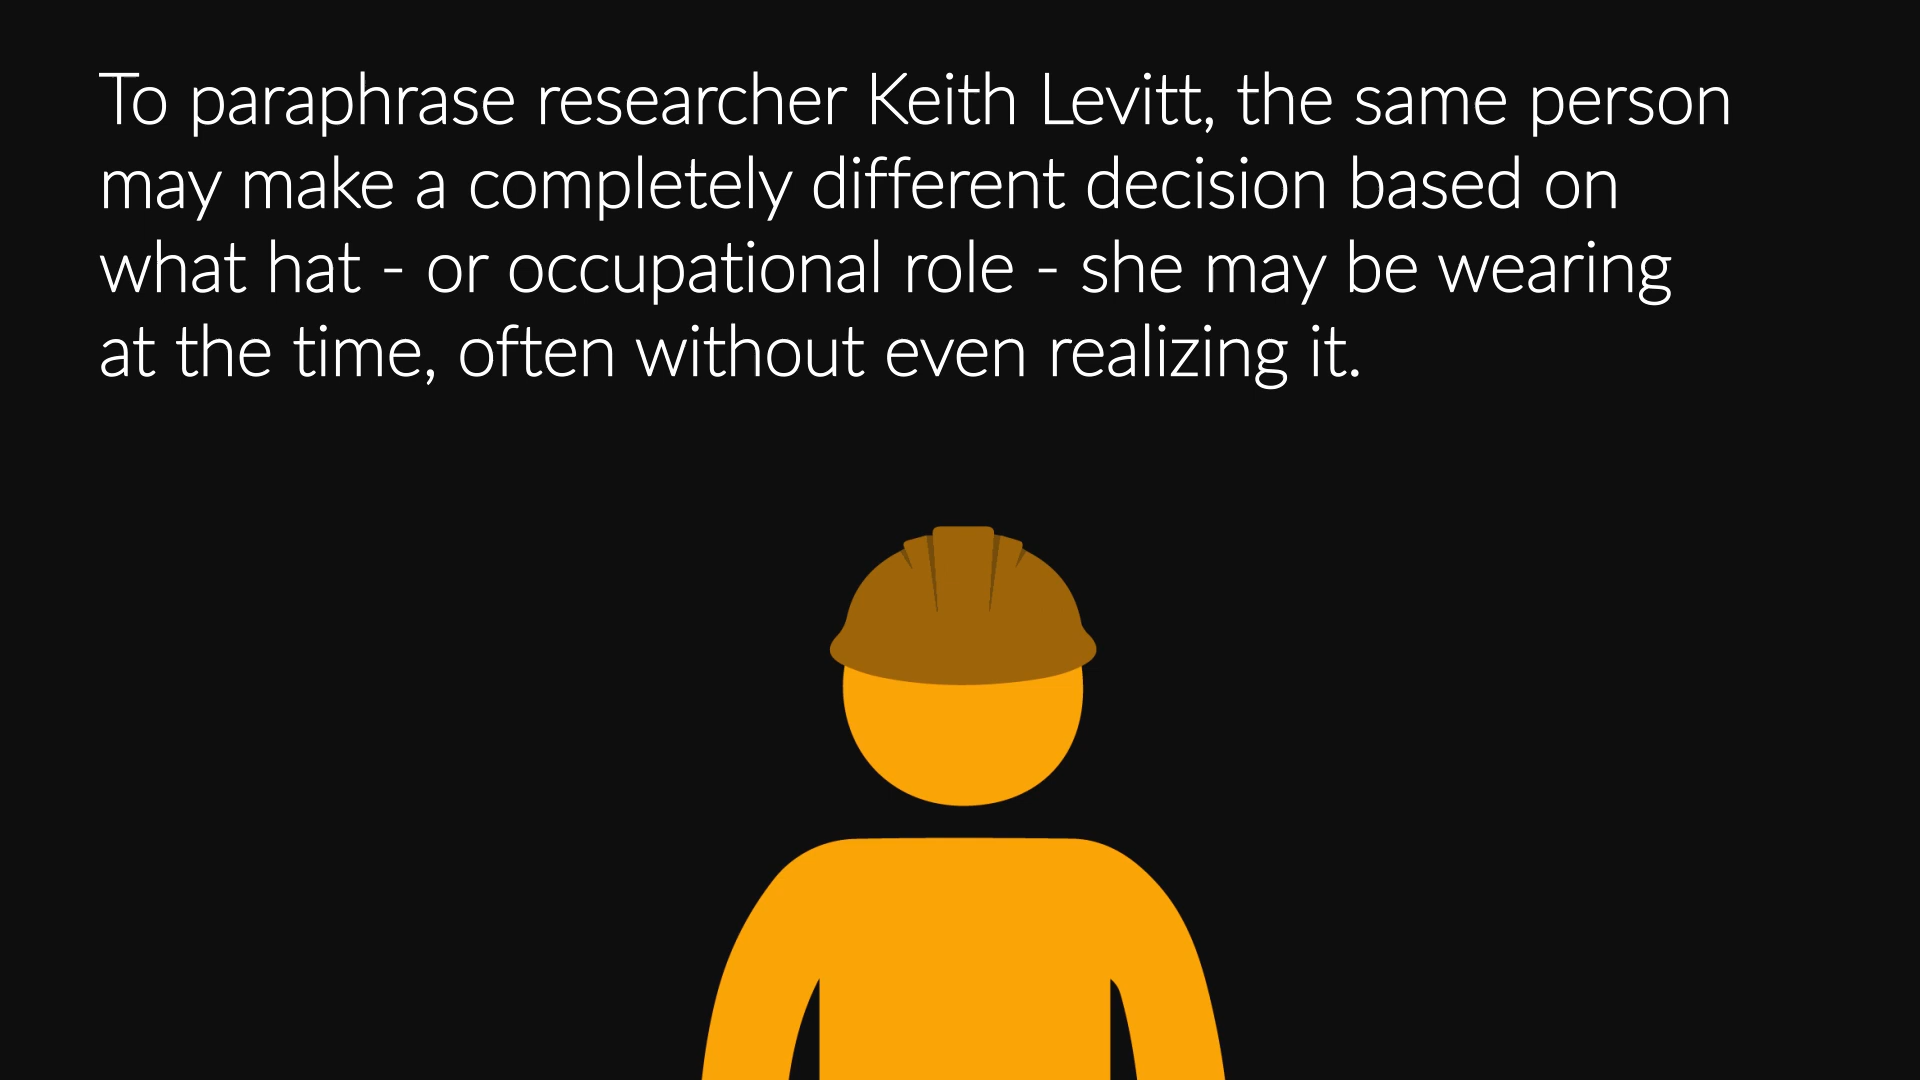 To paraphrase researcher Keith Levitt, the same person
may make a completely different decision based on
what hat - or occupational role - she may be wearing
at the time, often without even realizing it.